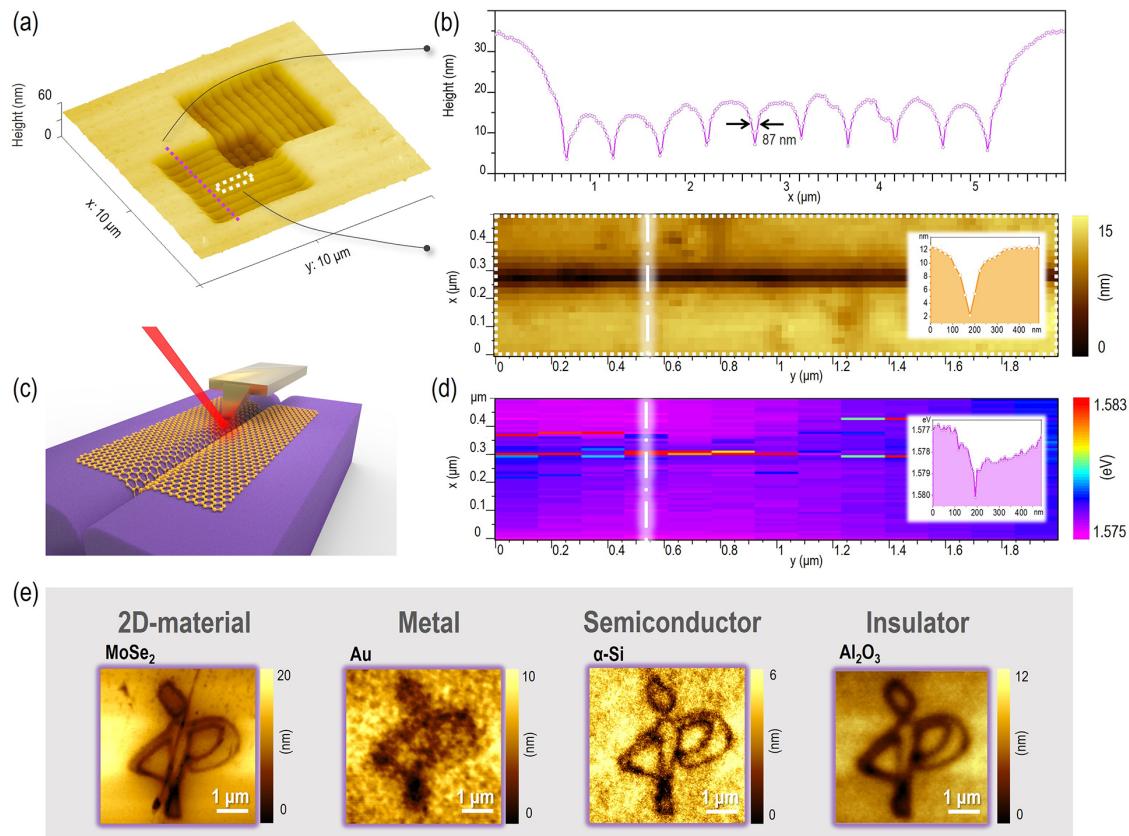 (a)
Height (nm)
60
0
x: 10 µm
y: 10 µm
(b)
Height (nm)
30
20
10
0
87 nm
1 2 3 4 5
x (µm)
x (µm)
0.4
0.3
0.2
0.1
0
0 0.2 0.4 0.6 0.8 1 1.2 1.4 1.6 1.8
y (µm)
nm
12
10
8
6
4
2
0 100 200 300 400 nm
15
(nm)
0
(c)
(d)
µm
x (µm)
0.4
0.3
0.2
0.1
0
0 0.2 0.4 0.6 0.8 1 1.2 1.4 1.6 1.8
y (µm)
eV
1.577
1.578
1.579
1.580
0 100 200 300 400 nm
1.583
(eV)
1.575
(e)
2D-material Metal Semiconductor Insulator
MoSe₂ Au α-Si Al₂O₃
20 10 6 12
(nm) (nm) (nm) (nm)
1 µm 1 µm 1 µm 1 µm
0 0 0 0